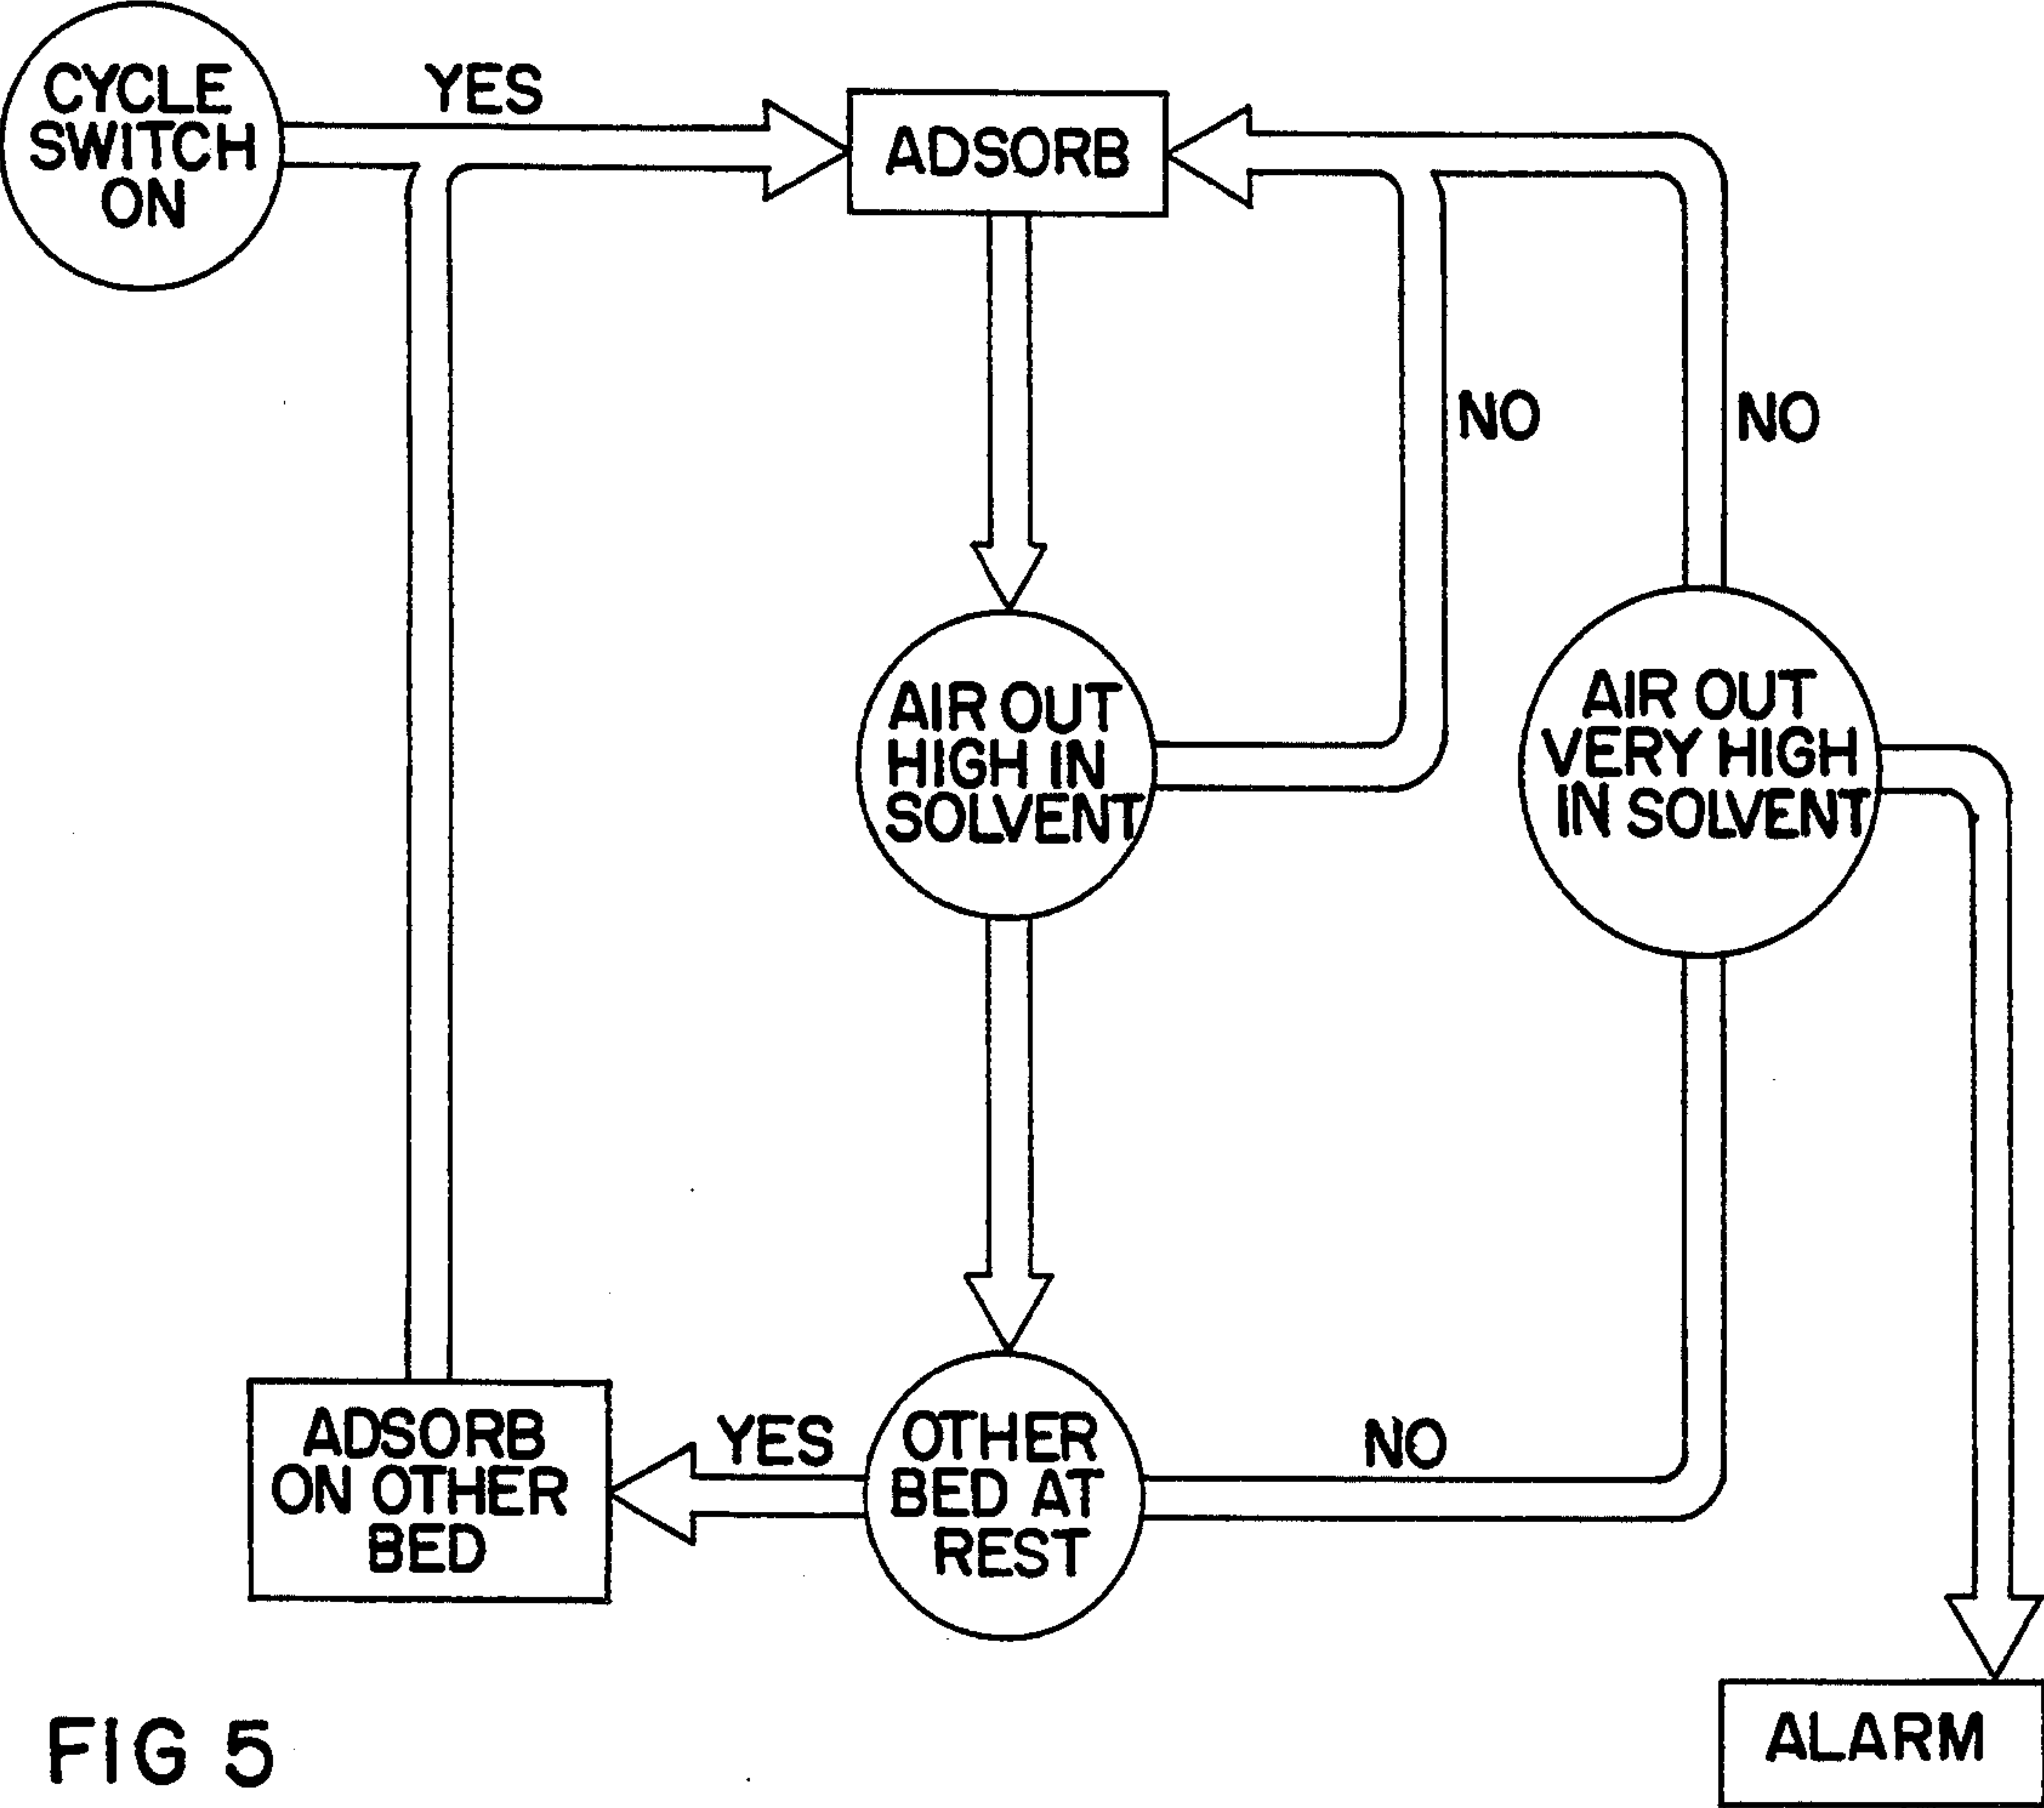 CYCLE
SWITCH
ON
YES
ADSORB
NO
NO
AIR OUT
HIGH IN
SOLVENT
AIR OUT
VERY HIGH
IN SOLVENT
ADSORB
ON OTHER
BED
YES
OTHER
BED AT
REST
NO
ALARM
FIG 5